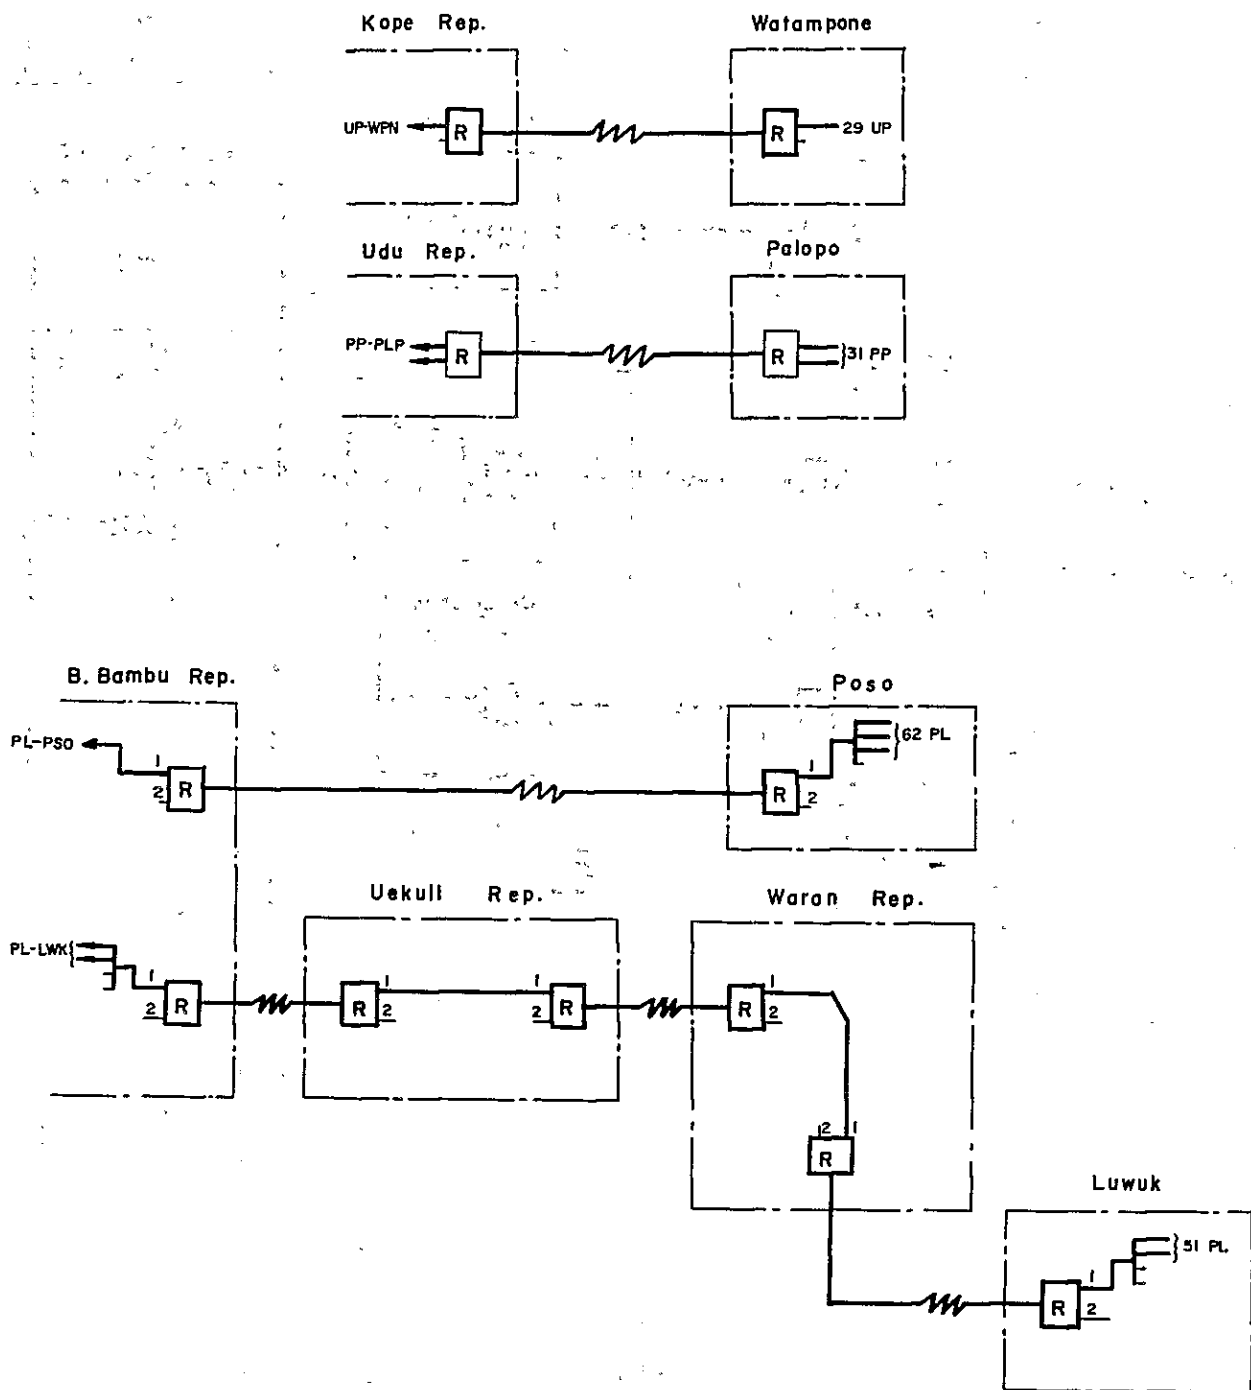 Kope Rep.
Watampone
UP-WPN
R
R
29 UP
Udu Rep.
Palopo
PP-PLP
R
R
31 PP
B. Bambu Rep.
Poso
PL-PSO
1
2
R
1
2
R
62 PL
Uekuli Rep.
Waran Rep.
PL-LWK
1
2
R
R
1
2
1
2
R
R
1
2
2
1
R
Luwuk
1
2
R
51 PL